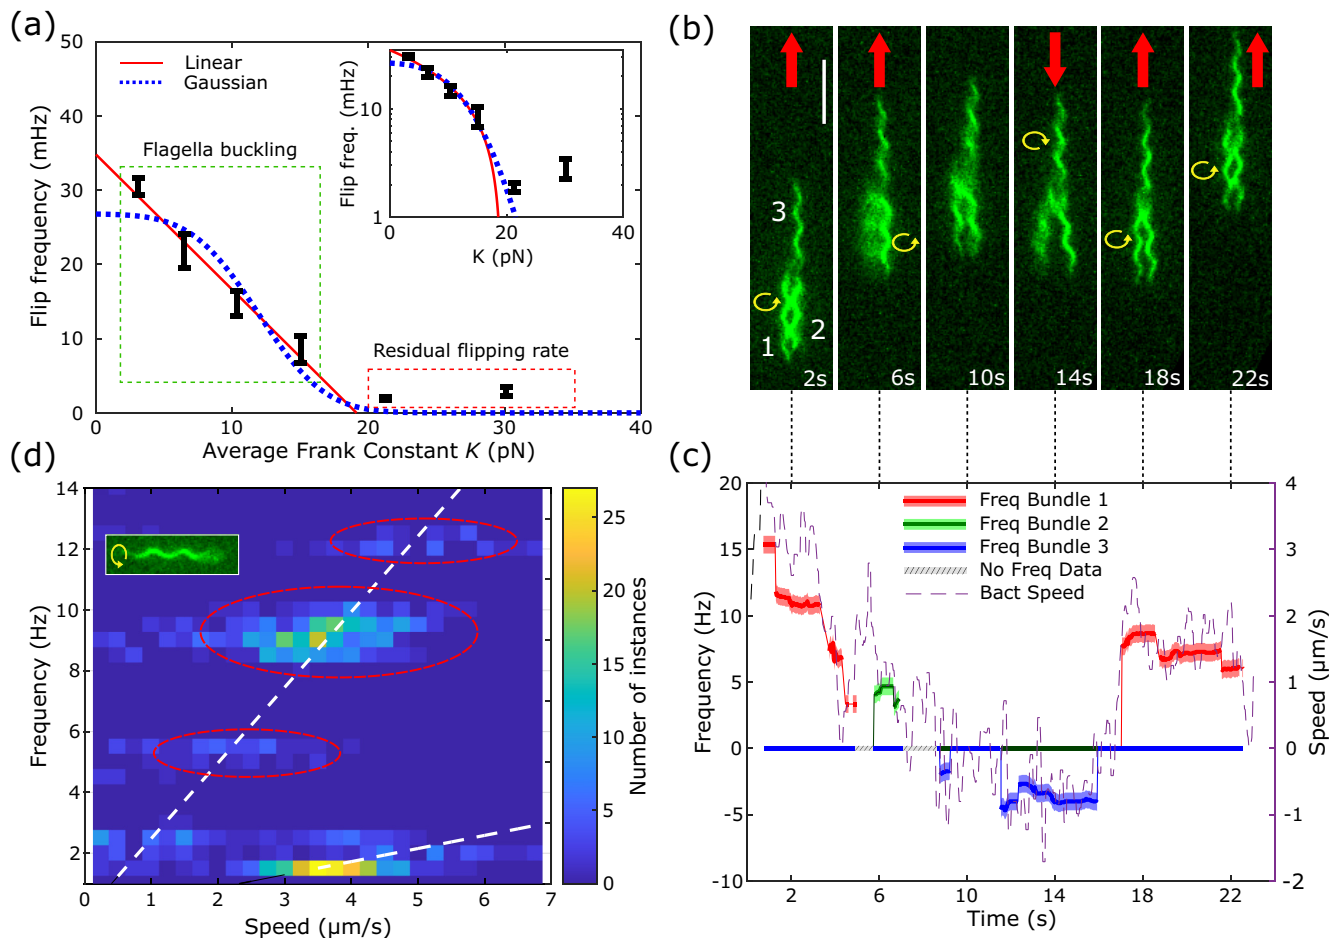 (a)
50
40
30
20
10
0
0
10
20
30
40
Flip frequency (mHz)
Average Frank Constant K (pN)
Linear
Gaussian
Flagella buckling
Residual flipping rate
Flip freq. (mHz)
10
1
0
20
40
K (pN)
(b)
3
1
2
2s
6s
10s
14s
18s
22s
(d)
14
12
10
8
6
4
2
Frequency (Hz)
1
2
3
4
5
6
7
Speed (μm/s)
25
20
15
10
5
0
Number of instances
(c)
20
15
10
5
0
-5
-10
Frequency (Hz)
Freq Bundle 1
Freq Bundle 2
Freq Bundle 3
No Freq Data
Bact Speed
4
3
2
1
0
-1
-2
Speed (μm/s)
2
6
10
14
18
22
Time (s)